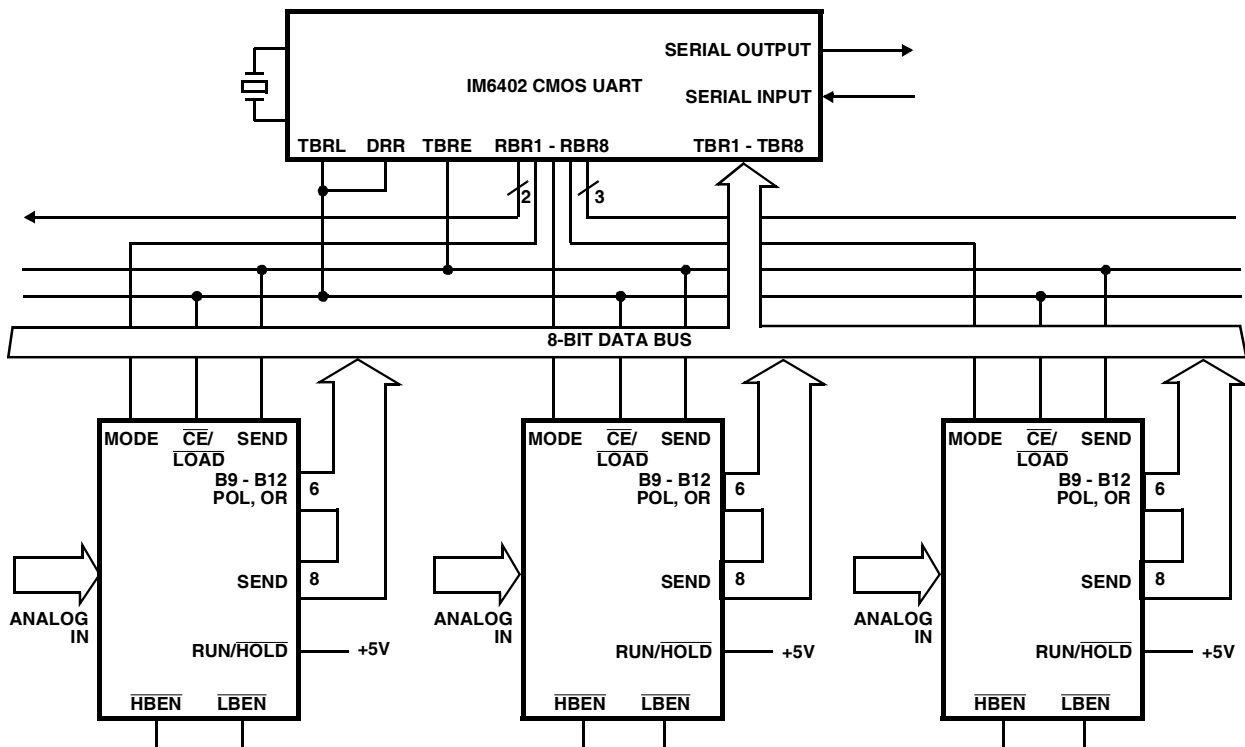 SERIAL OUTPUT
IM6402 CMOS UART
SERIAL INPUT
TBRL DRR TBRE RBR1 - RBR8 TBR1 - TBR8
2 3
8-BIT DATA BUS
MODE CE/ SEND
LOAD
B9 - B12
POL, OR
6
SEND 8
ANALOG
IN
RUN/HOLD +5V
HBEN LBEN
MODE CE/ SEND
LOAD
B9 - B12
POL, OR
6
SEND 8
ANALOG
IN
RUN/HOLD +5V
HBEN LBEN
MODE CE/ SEND
LOAD
B9 - B12
POL, OR
6
SEND 8
ANALOG
IN
RUN/HOLD +5V
HBEN LBEN